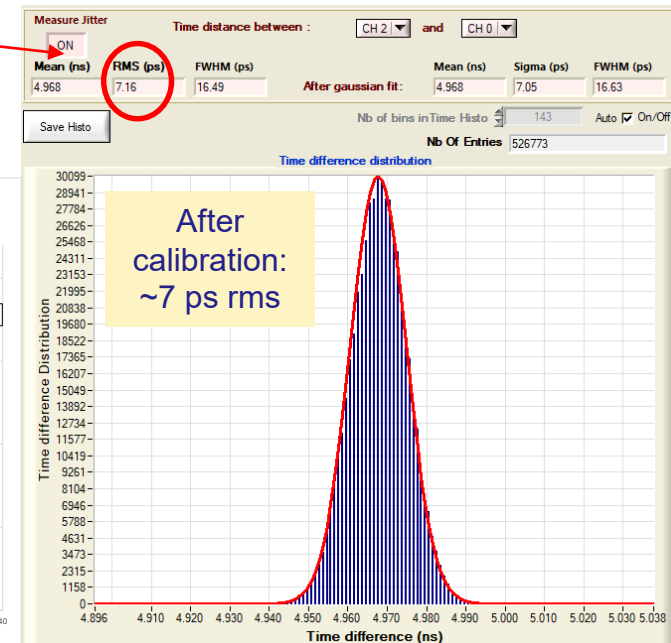 Measure Jitter
ON
Time distance between :
CH 2
and
CH 0
Mean (ns)
RMS (ps)
FWHM (ps)
Mean (ns)
Sigma (ps)
FWHM (ps)
4.968
7.16
16.49
After gaussian fit:
4.968
7.05
16.63
Save Histo
Nb of bins in Time Histo
143
Auto
On/Off
Nb Of Entries
526773
Time difference distribution
After
calibration:
~7 ps rms
Time difference Distribution
30099
28941
27784
26626
25468
24311
23153
21995
20838
19680
18522
17365
16207
15049
13892
12734
11577
10419
9261
8104
6946
5788
4631
3473
2315
1158
0
4.896
4.910
4.920
4.930
4.940
4.950
4.960
4.970
4.980
4.990
5.000
5.010
5.020
5.030
5.038
Time difference (ns)